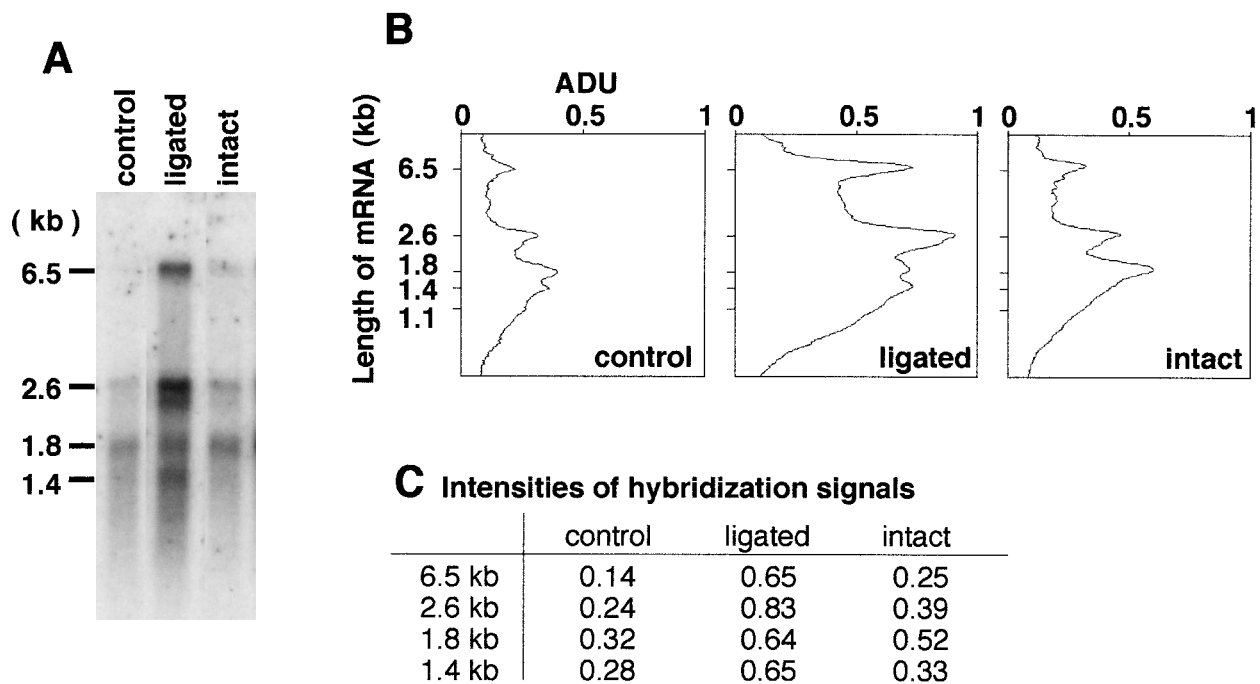 A
control
ligated
intact
( kb )
6.5
2.6
1.8
1.4
B
ADU
0 0.5 1 0 0.5 1 0 0.5 1
Length of mRNA (kb)
6.5
2.6
1.8
1.4
1.1
control
ligated
intact
C Intensities of hybridization signals
control ligated intact
6.5 kb 0.14 0.65 0.25
2.6 kb 0.24 0.83 0.39
1.8 kb 0.32 0.64 0.52
1.4 kb 0.28 0.65 0.33